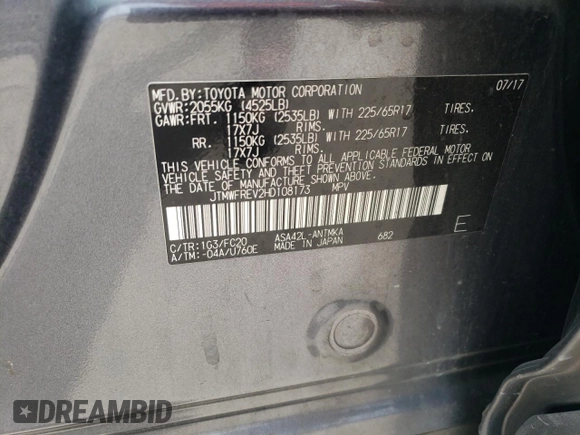 MFD.BY:TOYOTA MOTOR CORPORATION 07/17
GVWR:2055KG (4525LB)
GAWR:FRT. 1150KG (2535LB) WITH 225/65R17 TIRES.
17X7J RIMS.
RR. 1150KG (2535LB) WITH 225/65R17 TIRES.
17X7J RIMS.
THIS VEHICLE CONFORMS TO ALL APPLICABLE FEDERAL MOTOR
VEHICLE SAFETY AND THEFT PREVENTION STANDARDS IN EFFECT ON
THE DATE OF MANUFACTURE SHOWN ABOVE.
JTMWFREV2HD108173 MPV
C/TR:1G3/FC20 ASA42L-ANTMKA 682 E
A/TM:-04A/U760E MADE IN JAPAN
DREAMBID